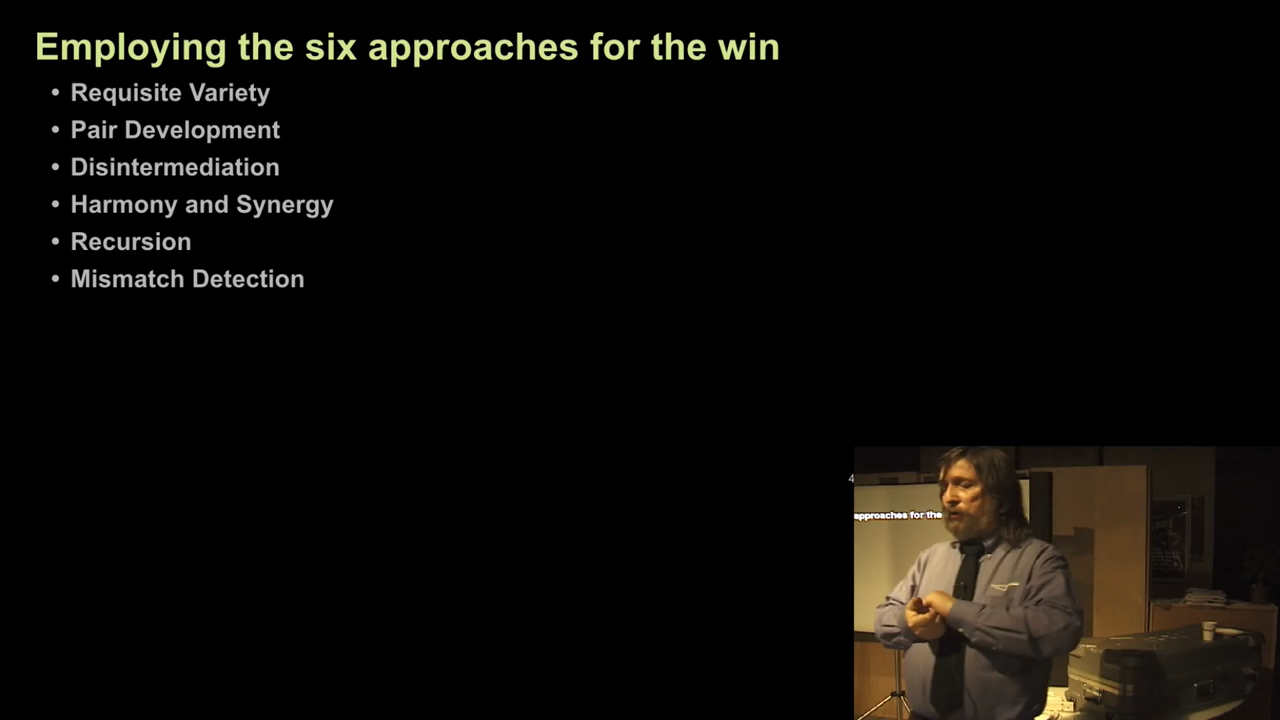 Employing the six approaches for the win
• Requisite Variety
• Pair Development
• Disintermediation
• Harmony and Synergy
• Recursion
• Mismatch Detection
4
approaches for the